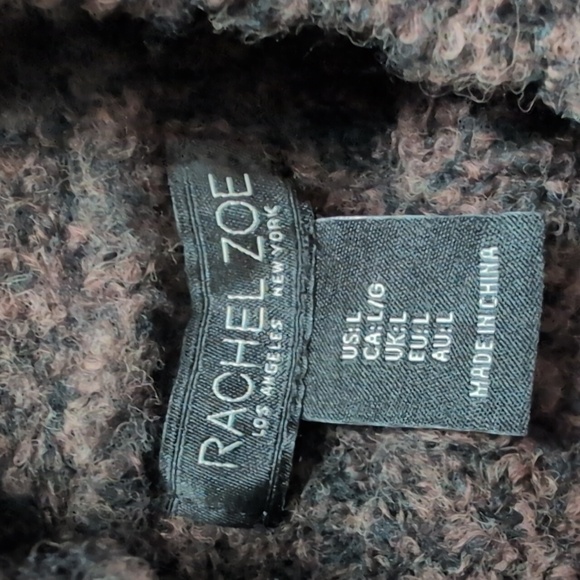 RACHEL ZOE
LOS ANGELES NEW YORK
US: L
CA: L/G
UK: L
EU: L
AU: L
MADE IN CHINA